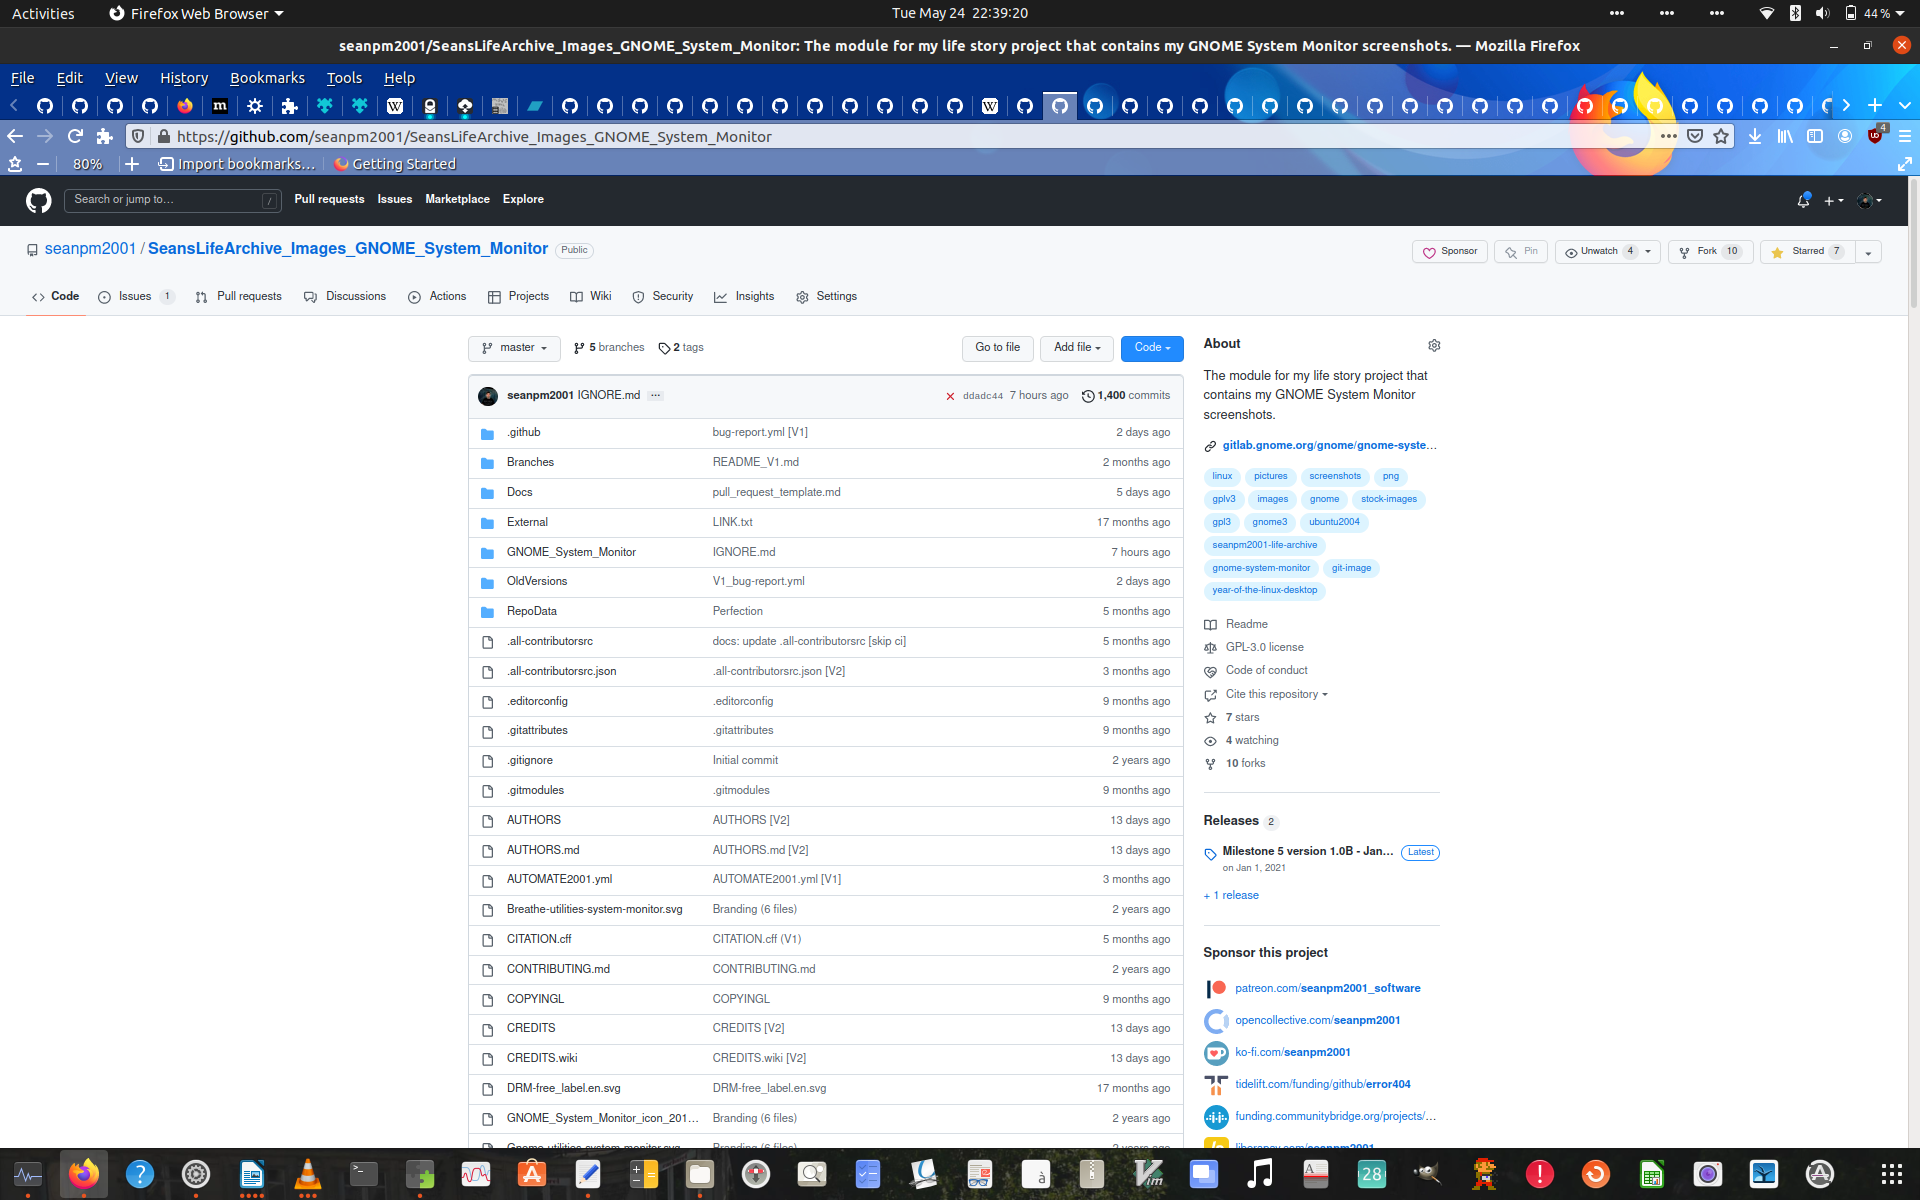 Activities Firefox Web Browser Tue May 24 22:39:20 44 %
seanpm2001/SeansLifeArchive_Images_GNOME_System_Monitor: The module for my life story project that contains my GNOME System Monitor screenshots. — Mozilla Firefox
File Edit View History Bookmarks Tools Help
https://github.com/seanpm2001/SeansLifeArchive_Images_GNOME_System_Monitor 4
80% Import bookmarks… Getting Started
Search or jump to… / Pull requests Issues Marketplace Explore
seanpm2001 / SeansLifeArchive_Images_GNOME_System_Monitor Public Sponsor Pin Unwatch 4 Fork 10 Starred 7
Code Issues 1 Pull requests Discussions Actions Projects Wiki Security Insights Settings
master 5 branches 2 tags Go to file Add file Code
seanpm2001 IGNORE.md … ddadc44 7 hours ago 1,400 commits
.github bug-report.yml [V1] 2 days ago
Branches README_V1.md 2 months ago
Docs pull_request_template.md 5 days ago
External LINK.txt 17 months ago
GNOME_System_Monitor IGNORE.md 7 hours ago
OldVersions V1_bug-report.yml 2 days ago
RepoData Perfection 5 months ago
.all-contributorsrc docs: update .all-contributorsrc [skip ci] 5 months ago
.all-contributorsrc.json .all-contributorsrc.json [V2] 3 months ago
.editorconfig .editorconfig 9 months ago
.gitattributes .gitattributes 9 months ago
.gitignore Initial commit 2 years ago
.gitmodules .gitmodules 9 months ago
AUTHORS AUTHORS [V2] 13 days ago
AUTHORS.md AUTHORS.md [V2] 13 days ago
AUTOMATE2001.yml AUTOMATE2001.yml [V1] 3 months ago
Breathe-utilities-system-monitor.svg Branding (6 files) 2 years ago
CITATION.cff CITATION.cff (V1) 5 months ago
CONTRIBUTING.md CONTRIBUTING.md 2 years ago
COPYINGL COPYINGL 9 months ago
CREDITS CREDITS [V2] 13 days ago
CREDITS.wiki CREDITS.wiki [V2] 13 days ago
DRM-free_label.en.svg DRM-free_label.en.svg 17 months ago
GNOME_System_Monitor_icon_201… Branding (6 files) 2 years ago
Gnome-utilities-system-monitor.svg Branding (6 files) 2 years ago
About
The module for my life story project that
contains my GNOME System Monitor
screenshots.
gitlab.gnome.org/gnome/gnome-syste…
linux pictures screenshots png
gplv3 images gnome stock-images
gpl3 gnome3 ubuntu2004
seanpm2001-life-archive
gnome-system-monitor git-image
year-of-the-linux-desktop
Readme
GPL-3.0 license
Code of conduct
Cite this repository
7 stars
4 watching
10 forks
Releases 2
Milestone 5 version 1.0B - Jan… Latest
on Jan 1, 2021
+ 1 release
Sponsor this project
patreon.com/seanpm2001_software
opencollective.com/seanpm2001
ko-fi.com/seanpm2001
tidelift.com/funding/github/error404
funding.communitybridge.org/projects/…
liberapay.com/seanpm2001
28